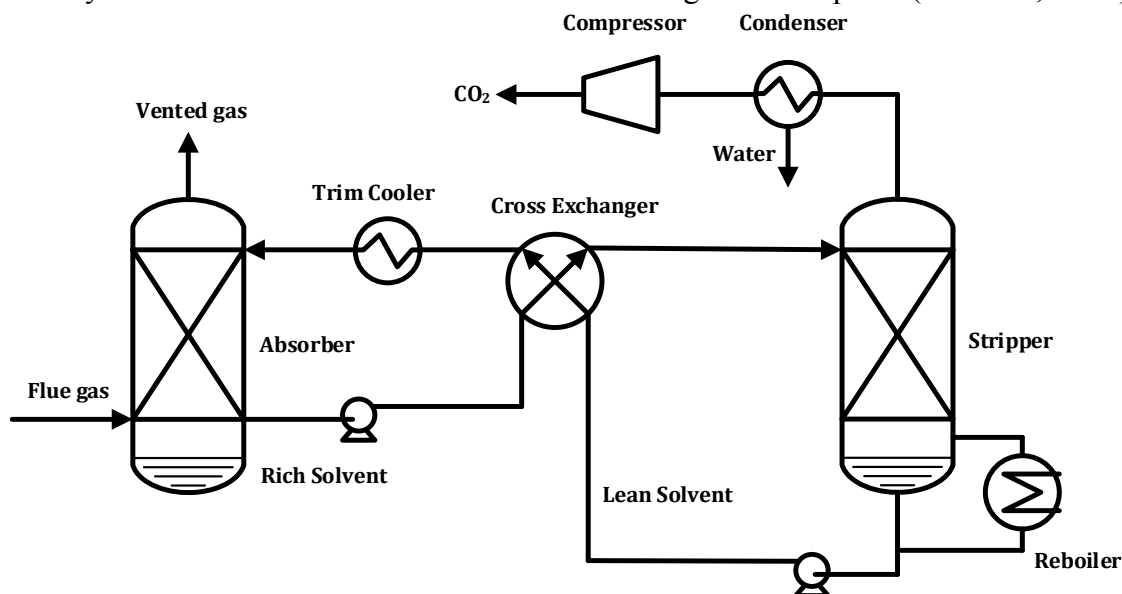 Compressor
Condenser
CO₂
Vented gas
Water
Trim Cooler
Cross Exchanger
Absorber
Stripper
Flue gas
Rich Solvent
Lean Solvent
Reboiler